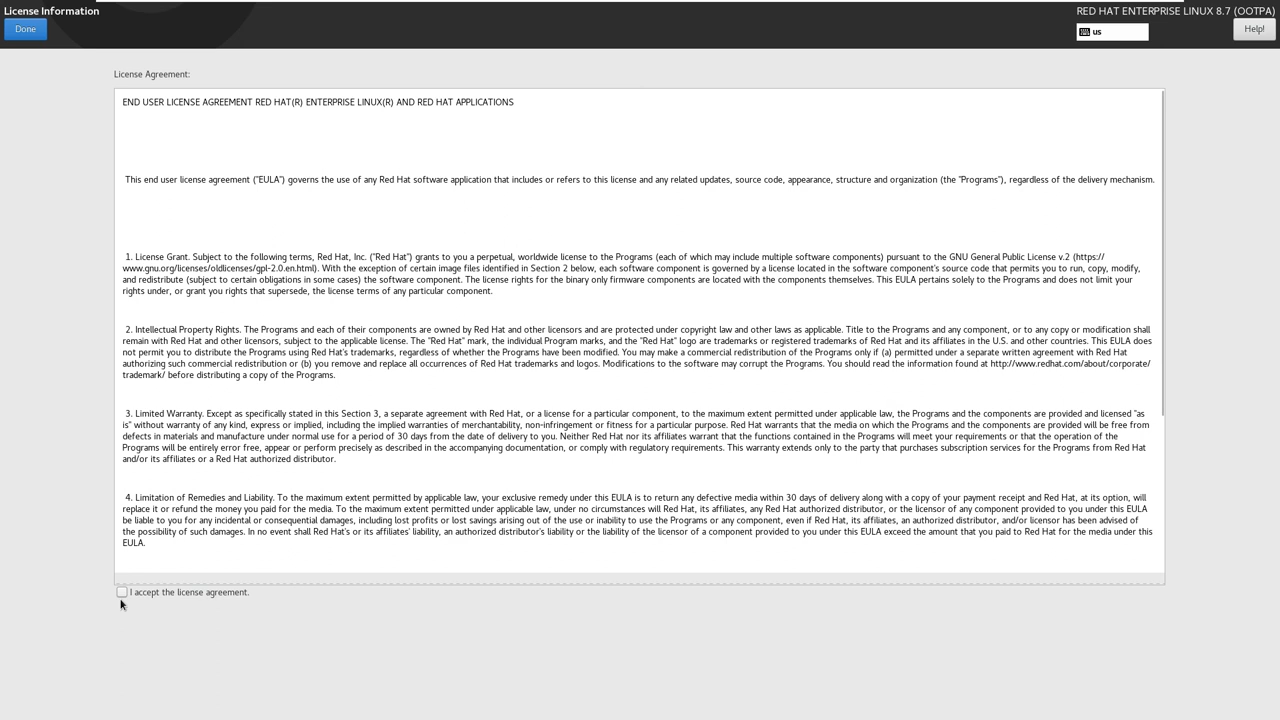 License Information
RED HAT ENTERPRISE LINUX 8.7 (OOTPA)
Done
us
Help!
License Agreement:
END USER LICENSE AGREEMENT RED HAT(R) ENTERPRISE LINUX(R) AND RED HAT APPLICATIONS
This end user license agreement ("EULA") governs the use of any Red Hat software application that includes or refers to this license and any related updates, source code, appearance, structure and organization (the "Programs"), regardless of the delivery mechanism.
1. License Grant. Subject to the following terms, Red Hat, Inc. ("Red Hat") grants to you a perpetual, worldwide license to the Programs (each of which may include multiple software components) pursuant to the GNU General Public License v.2 (https://
www.gnu.org/licenses/oldlicenses/gpl-2.0.en.html). With the exception of certain image files identified in Section 2 below, each software component is governed by a license located in the software component's source code that permits you to run, copy, modify,
and redistribute (subject to certain obligations in some cases) the software component. The license rights for the binary only firmware components are located with the components themselves. This EULA pertains solely to the Programs and does not limit your
rights under, or grant you rights that supersede, the license terms of any particular component.
2. Intellectual Property Rights. The Programs and each of their components are owned by Red Hat and other licensors and are protected under copyright law and other laws as applicable. Title to the Programs and any component, or to any copy or modification shall
remain with Red Hat and other licensors, subject to the applicable license. The "Red Hat" mark, the individual Program marks, and the "Red Hat" logo are trademarks or registered trademarks of Red Hat and its affiliates in the U.S. and other countries. This EULA does
not permit you to distribute the Programs using Red Hat's trademarks, regardless of whether the Programs have been modified. You may make a commercial redistribution of the Programs only if (a) permitted under a separate written agreement with Red Hat
authorizing such commercial redistribution or (b) you remove and replace all occurrences of Red Hat trademarks and logos. Modifications to the software may corrupt the Programs. You should read the information found at http://www.redhat.com/about/corporate/
trademark/ before distributing a copy of the Programs.
3. Limited Warranty. Except as specifically stated in this Section 3, a separate agreement with Red Hat, or a license for a particular component, to the maximum extent permitted under applicable law, the Programs and the components are provided and licensed "as
is" without warranty of any kind, express or implied, including the implied warranties of merchantability, non-infringement or fitness for a particular purpose. Red Hat warrants that the media on which the Programs and the components are provided will be free from
defects in materials and manufacture under normal use for a period of 30 days from the date of delivery to you. Neither Red Hat nor its affiliates warrant that the functions contained in the Programs will meet your requirements or that the operation of the
Programs will be entirely error free, appear or perform precisely as described in the accompanying documentation, or comply with regulatory requirements. This warranty extends only to the party that purchases subscription services for the Programs from Red Hat
and/or its affiliates or a Red Hat authorized distributor.
4. Limitation of Remedies and Liability. To the maximum extent permitted by applicable law, your exclusive remedy under this EULA is to return any defective media within 30 days of delivery along with a copy of your payment receipt and Red Hat, at its option, will
replace it or refund the money you paid for the media. To the maximum extent permitted under applicable law, under no circumstances will Red Hat, its affiliates, any Red Hat authorized distributor, or the licensor of any component provided to you under this EULA
be liable to you for any incidental or consequential damages, including lost profits or lost savings arising out of the use or inability to use the Programs or any component, even if Red Hat, its affiliates, an authorized distributor, and/or licensor has been advised of
the possibility of such damages. In no event shall Red Hat's or its affiliates' liability, an authorized distributor's liability or the liability of the licensor of a component provided to you under this EULA exceed the amount that you paid to Red Hat for the media under this
EULA.
I accept the license agreement.